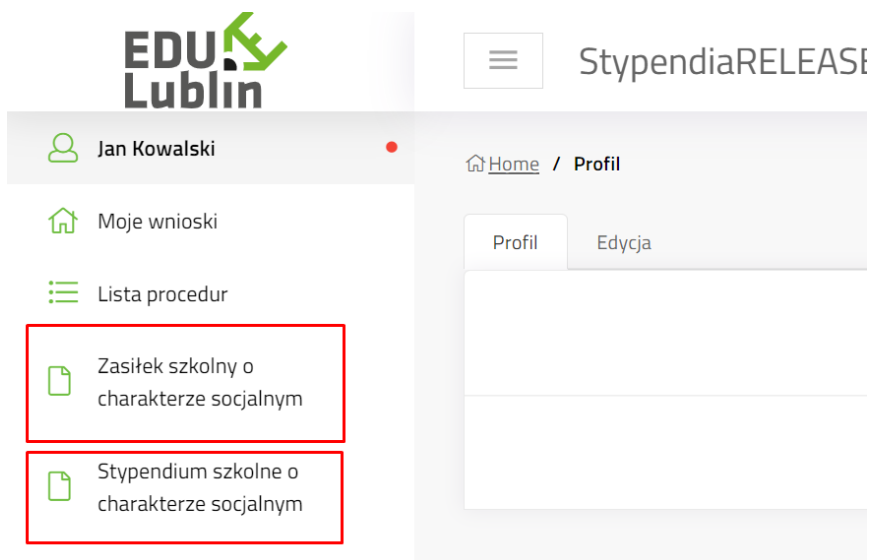 EDU
Lublin
StypendiaRELEASE
Jan Kowalski
Home / Profil
Moje wnioski
Profil
Edycja
Lista procedur
Zasiłek szkolny o
charakterze socjalnym
Stypendium szkolne o
charakterze socjalnym